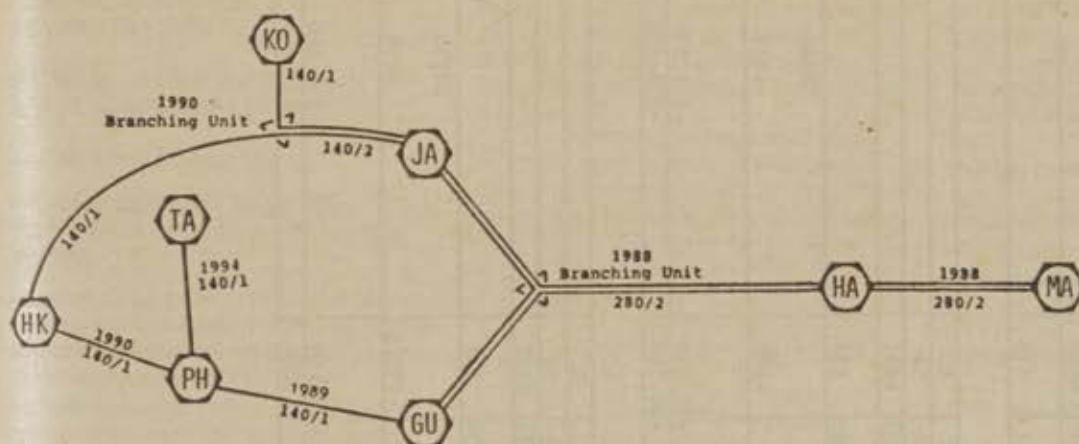 KO
140/1
1990
Branching Unit
140/2
JA
140/1
TA
1994
140/1
1988
Branching Unit
280/2
HA
1988
280/2
MA
HK
1990
140/1
PH
1989
140/1
GU